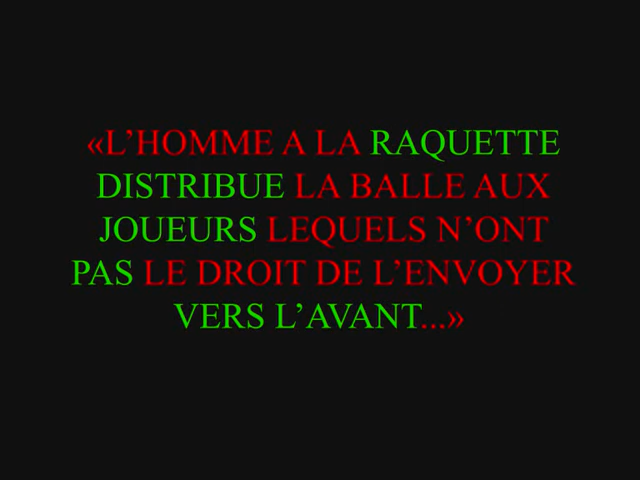 «L’HOMME A LA RAQUETTE
DISTRIBUE LA BALLE AUX
JOUEURS LEQUELS N’ONT
PAS LE DROIT DE L’ENVOYER
VERS L’AVANT...»